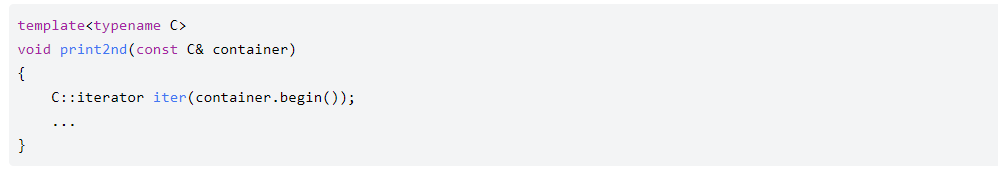 template<typename C>
void print2nd(const C& container)
{
    C::iterator iter(container.begin());
    ...
}